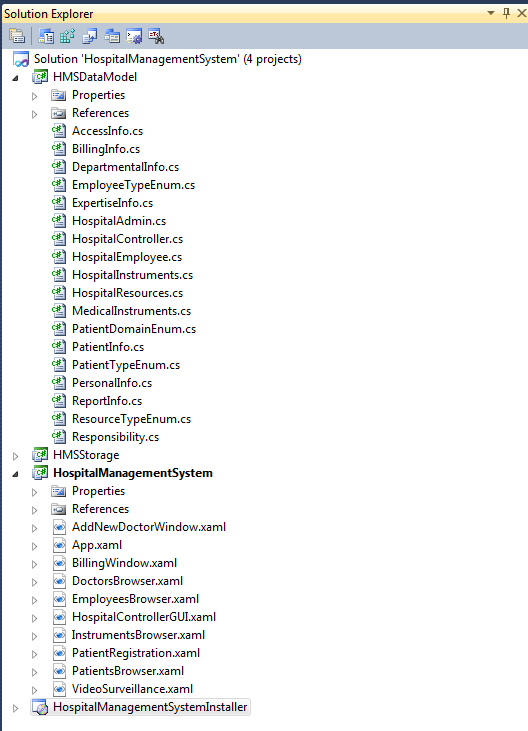 Solution Explorer
Solution 'HospitalManagementSystem' (4 projects)
HMSDataModel
Properties
References
AccessInfo.cs
BillingInfo.cs
DepartmentalInfo.cs
EmployeeTypeEnum.cs
ExpertiseInfo.cs
HospitalAdmin.cs
HospitalController.cs
HospitalEmployee.cs
HospitalInstruments.cs
HospitalResources.cs
MedicalInstruments.cs
PatientDomainEnum.cs
PatientInfo.cs
PatientTypeEnum.cs
PersonalInfo.cs
ReportInfo.cs
ResourceTypeEnum.cs
Responsibility.cs
HMSStorage
HospitalManagementSystem
Properties
References
AddNewDoctorWindow.xaml
App.xaml
BillingWindow.xaml
DoctorsBrowser.xaml
EmployeesBrowser.xaml
HospitalControllerGUI.xaml
InstrumentsBrowser.xaml
PatientRegistration.xaml
PatientsBrowser.xaml
VideoSurveillance.xaml
HospitalManagementSystemInstaller